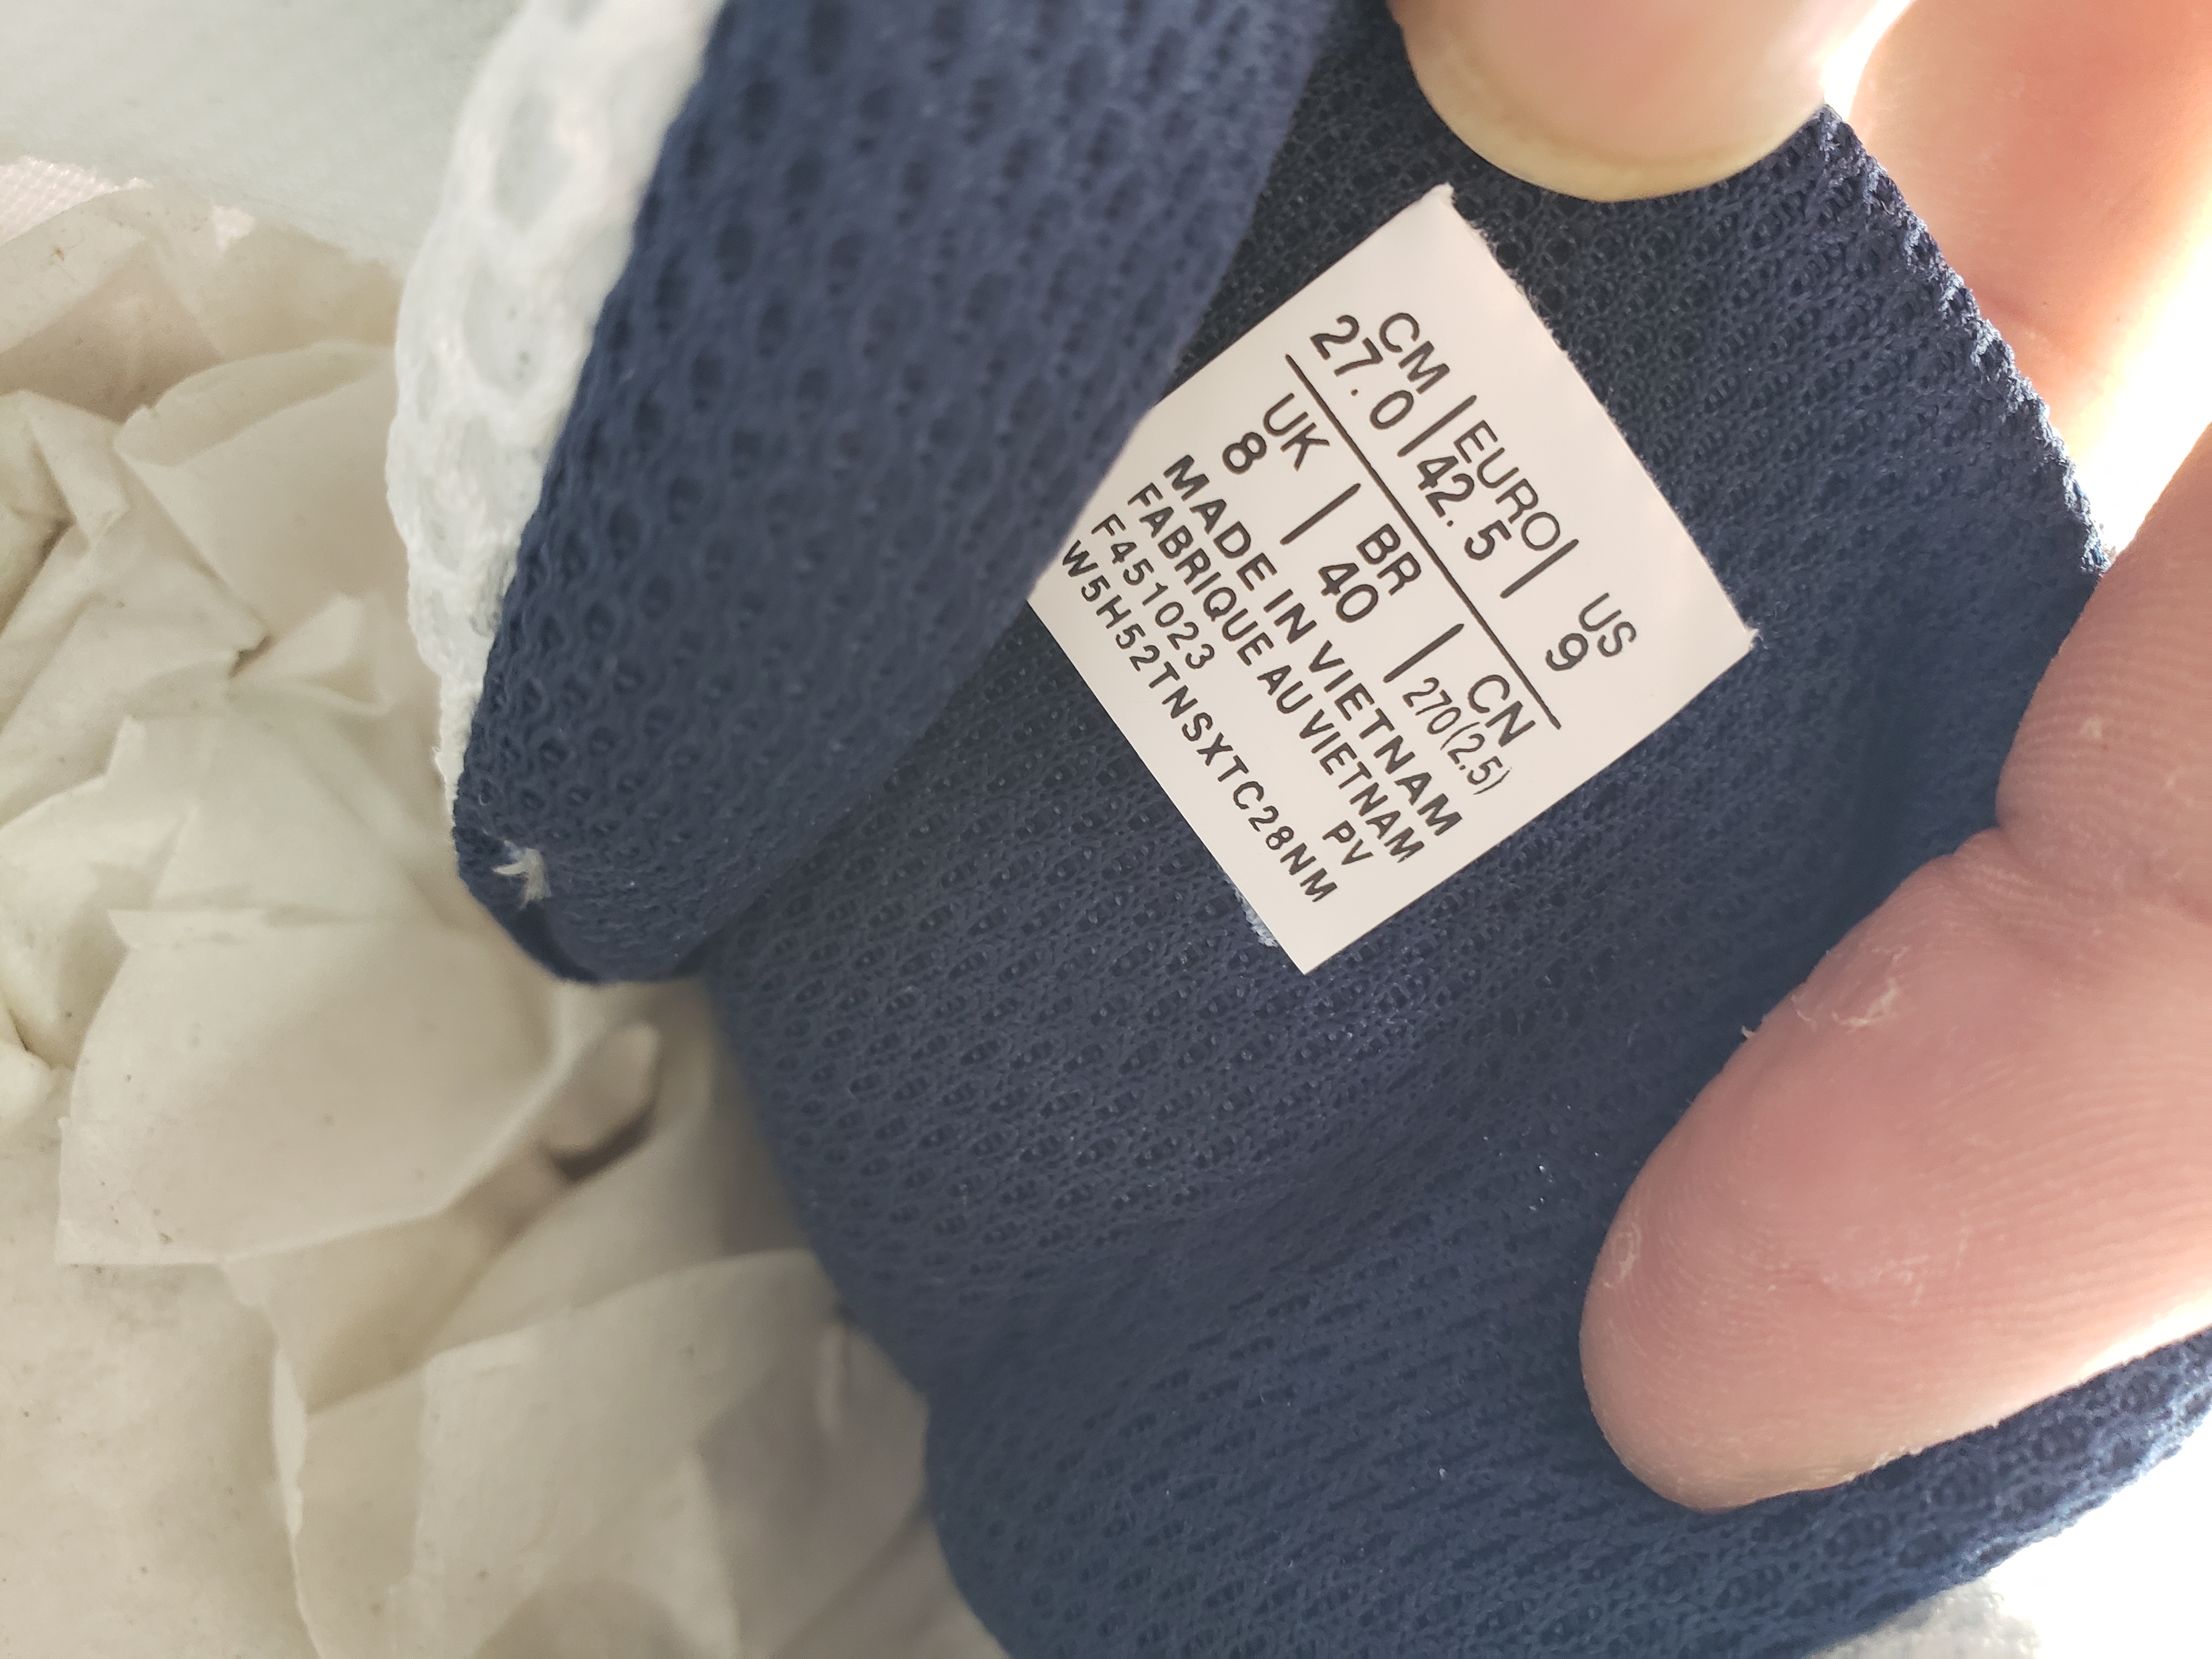 CM | EURO | US
27.0 | 42.5 | 9
UK | BR | CN
8 | 40 | 270(2.5)
MADE IN VIETNAM
FABRIQUE AU VIETNAM
F451023 PV
W5H52TNSXTC28NM